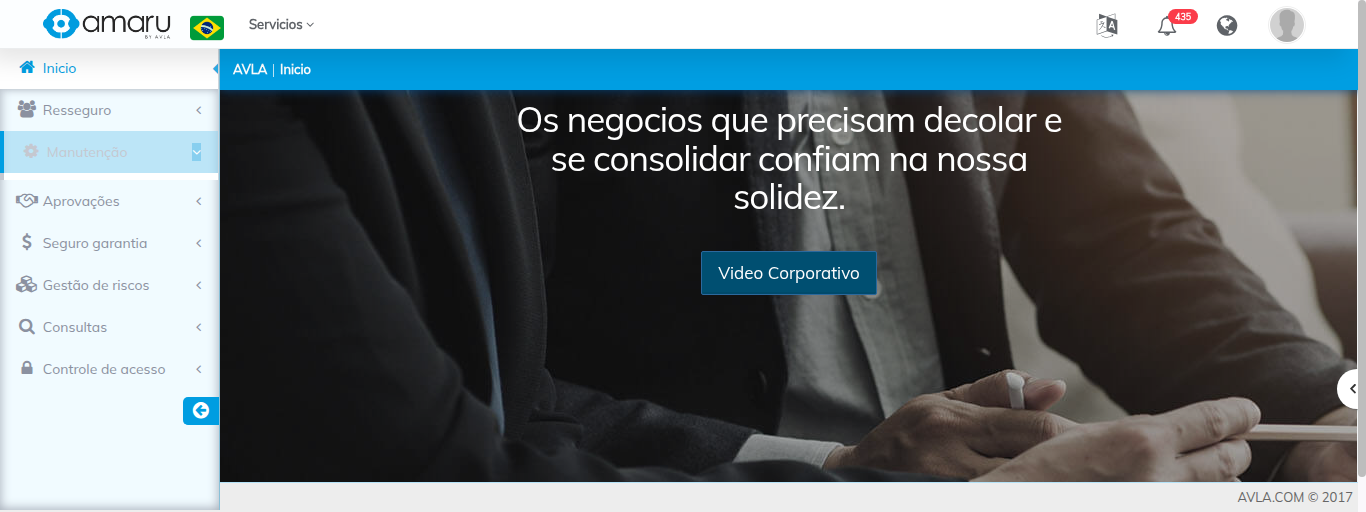 amaru
BY AVLA
Servicios
435
Inicio
AVLA | Inicio
Resseguro
Manutenção
Aprovações
Seguro garantia
Gestão de riscos
Consultas
Controle de acesso
Os negocios que precisam decolar e
se consolidar confiam na nossa
solidez.
Video Corporativo
AVLA.COM © 2017